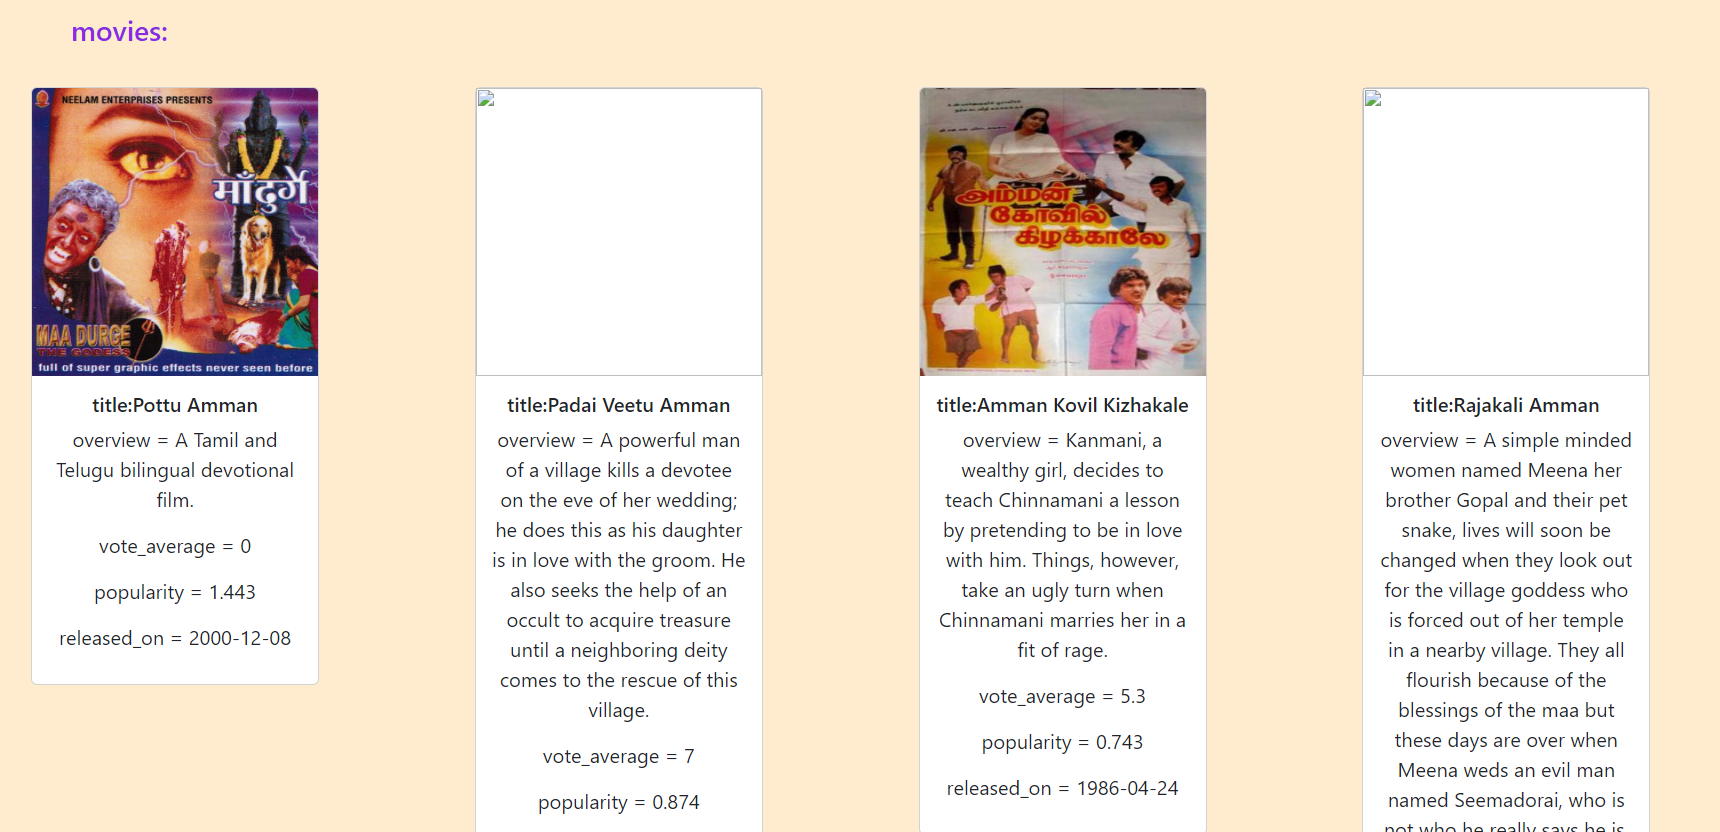 movies:
NEELAM ENTERPRISES PRESENTS
माँ दुर्गे
MAA DURGE
THE GODESS
full of super graphic effects never seen before
title:Pottu Amman
overview = A Tamil and
Telugu bilingual devotional
film.
vote_average = 0
popularity = 1.443
released_on = 2000-12-08
title:Padai Veetu Amman
overview = A powerful man
of a village kills a devotee
on the eve of her wedding;
he does this as his daughter
is in love with the groom. He
also seeks the help of an
occult to acquire treasure
until a neighboring deity
comes to the rescue of this
village.
vote_average = 7
popularity = 0.874
அம்மன்
கோவில்
கிழக்காலே
title:Amman Kovil Kizhakale
overview = Kanmani, a
wealthy girl, decides to
teach Chinnamani a lesson
by pretending to be in love
with him. Things, however,
take an ugly turn when
Chinnamani marries her in a
fit of rage.
vote_average = 5.3
popularity = 0.743
released_on = 1986-04-24
title:Rajakali Amman
overview = A simple minded
women named Meena her
brother Gopal and their pet
snake, lives will soon be
changed when they look out
for the village goddess who
is forced out of her temple
in a nearby village. They all
flourish because of the
blessings of the maa but
these days are over when
Meena weds an evil man
named Seemadorai, who is
not who he really says he is